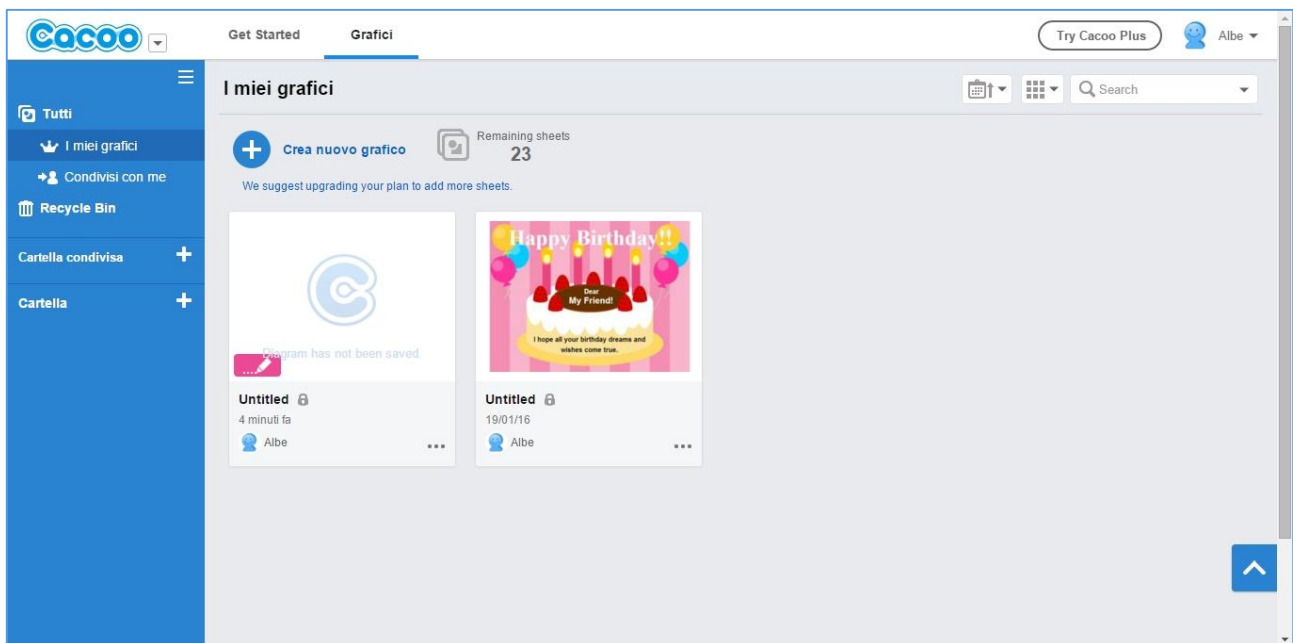 Cacoo
Get Started
Grafici
Try Cacoo Plus
Albe
I miei grafici
Search
Tutti
I miei grafici
Condivisi con me
Recycle Bin
Cartella condivisa
Cartella
Crea nuovo grafico
Remaining sheets
23
We suggest upgrading your plan to add more sheets.
Diagram has not been saved.
Untitled
4 minuti fa
Albe
Happy Birthday!!
Dear
My Friend!
I hope all your birthday dreams and
wishes come true.
Untitled
19/01/16
Albe